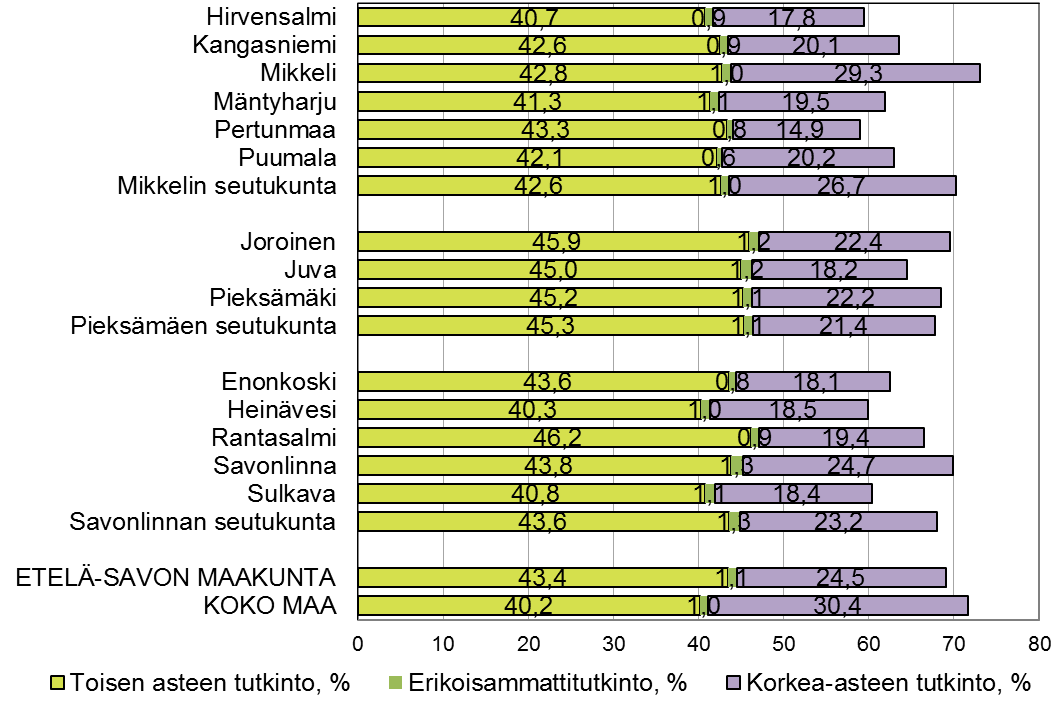 Hirvensalmi 40,7 0,9 17,8
Kangasniemi 42,6 0,9 20,1
Mikkeli 42,8 1,0 29,3
Mäntyharju 41,3 1,1 19,5
Pertunmaa 43,3 0,8 14,9
Puumala 42,1 0,6 20,2
Mikkelin seutukunta 42,6 1,0 26,7
Joroinen 45,9 1,2 22,4
Juva 45,0 1,2 18,2
Pieksämäki 45,2 1,1 22,2
Pieksämäen seutukunta 45,3 1,1 21,4
Enonkoski 43,6 0,8 18,1
Heinävesi 40,3 1,0 18,5
Rantasalmi 46,2 0,9 19,4
Savonlinna 43,8 1,3 24,7
Sulkava 40,8 1,1 18,4
Savonlinnan seutukunta 43,6 1,3 23,2
ETELÄ-SAVON MAAKUNTA 43,4 1,1 24,5
KOKO MAA 40,2 1,0 30,4
0 10 20 30 40 50 60 70 80
Toisen asteen tutkinto, % Erikoisammattitutkinto, % Korkea-asteen tutkinto, %